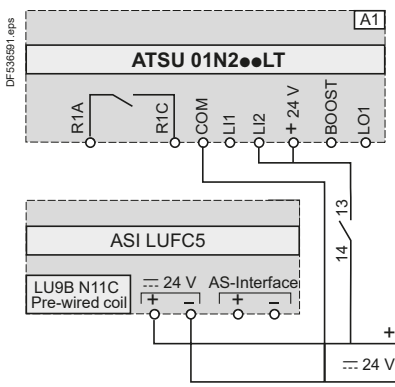 DF536591.eps
A1
ATSU 01N2●●LT
R1A
R1C
COM
LI1
LI2
+ 24 V
BOOST
LO1
13
14
ASI LUFC5
LU9B N11C
Pre-wired coil
⎓ 24 V AS-Interface
+ – + –
+
⎓ 24 V